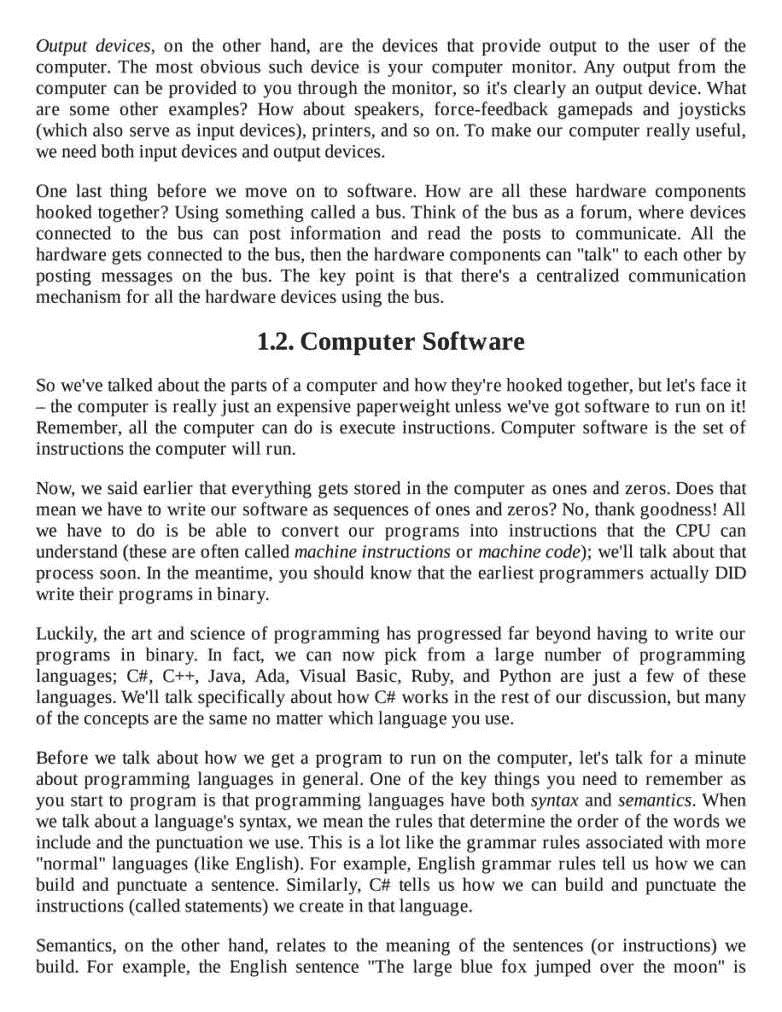 Output devices, on the other hand, are the devices that provide output to the user of the
computer. The most obvious such device is your computer monitor. Any output from the
computer can be provided to you through the monitor, so it's clearly an output device. What
are some other examples? How about speakers, force-feedback gamepads and joysticks
(which also serve as input devices), printers, and so on. To make our computer really useful,
we need both input devices and output devices.
One last thing before we move on to software. How are all these hardware components
hooked together? Using something called a bus. Think of the bus as a forum, where devices
connected to the bus can post information and read the posts to communicate. All the
hardware gets connected to the bus, then the hardware components can "talk" to each other by
posting messages on the bus. The key point is that there's a centralized communication
mechanism for all the hardware devices using the bus.
1.2. Computer Software
So we've talked about the parts of a computer and how they're hooked together, but let's face it
– the computer is really just an expensive paperweight unless we've got software to run on it!
Remember, all the computer can do is execute instructions. Computer software is the set of
instructions the computer will run.
Now, we said earlier that everything gets stored in the computer as ones and zeros. Does that
mean we have to write our software as sequences of ones and zeros? No, thank goodness! All
we have to do is be able to convert our programs into instructions that the CPU can
understand (these are often called machine instructions or machine code); we'll talk about that
process soon. In the meantime, you should know that the earliest programmers actually DID
write their programs in binary.
Luckily, the art and science of programming has progressed far beyond having to write our
programs in binary. In fact, we can now pick from a large number of programming
languages; C#, C++, Java, Ada, Visual Basic, Ruby, and Python are just a few of these
languages. We'll talk specifically about how C# works in the rest of our discussion, but many
of the concepts are the same no matter which language you use.
Before we talk about how we get a program to run on the computer, let's talk for a minute
about programming languages in general. One of the key things you need to remember as
you start to program is that programming languages have both syntax and semantics. When
we talk about a language's syntax, we mean the rules that determine the order of the words we
include and the punctuation we use. This is a lot like the grammar rules associated with more
"normal" languages (like English). For example, English grammar rules tell us how we can
build and punctuate a sentence. Similarly, C# tells us how we can build and punctuate the
instructions (called statements) we create in that language.
Semantics, on the other hand, relates to the meaning of the sentences (or instructions) we
build. For example, the English sentence "The large blue fox jumped over the moon" is